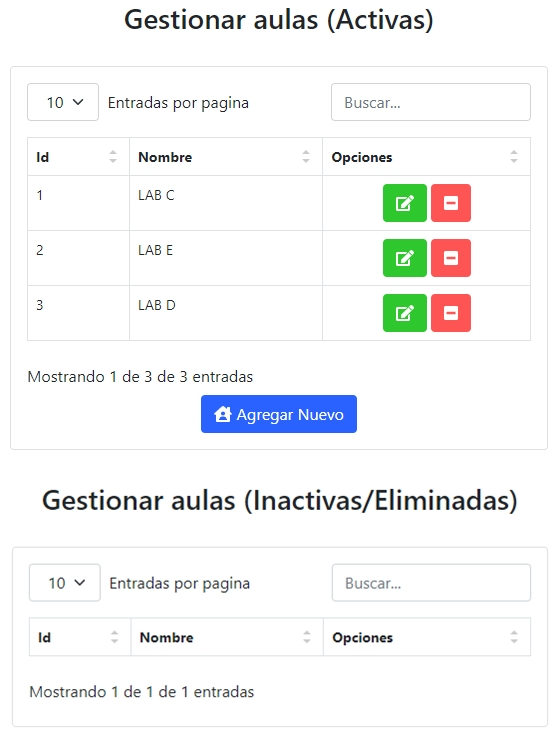 Gestionar aulas (Activas)
10 Entradas por pagina Buscar...
Id Nombre Opciones
1 LAB C
2 LAB E
3 LAB D
Mostrando 1 de 3 de 3 entradas
Agregar Nuevo
Gestionar aulas (Inactivas/Eliminadas)
10 Entradas por pagina Buscar...
Id Nombre Opciones
Mostrando 1 de 1 de 1 entradas